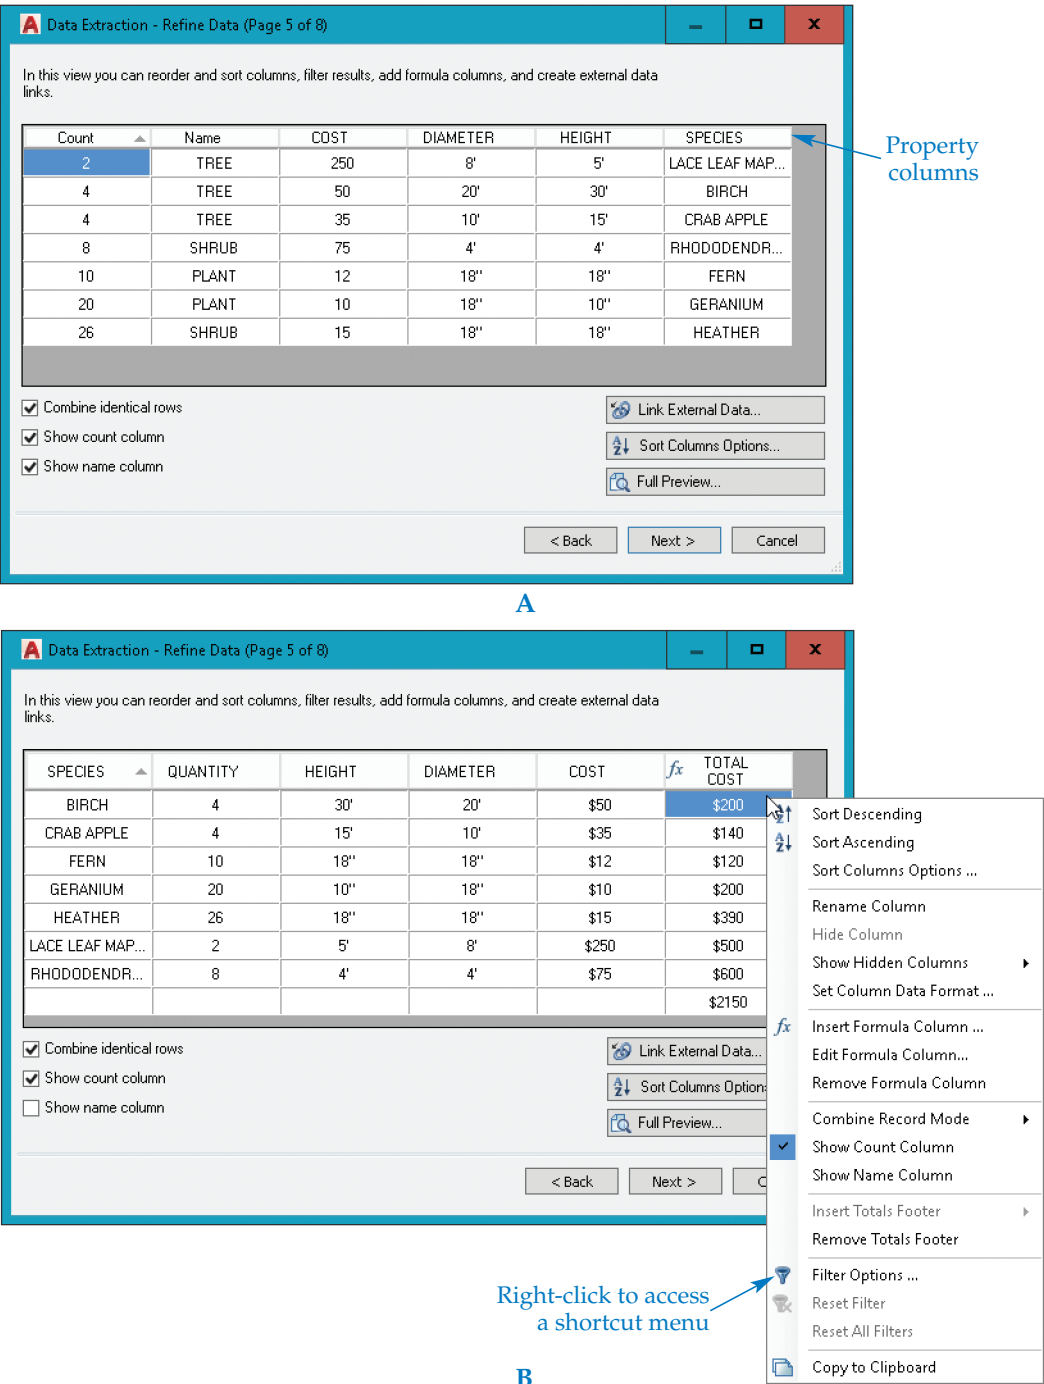 Data Extraction - Refine Data (Page 5 of 8)
In this view you can reorder and sort columns, filter results, add formula columns, and create external data
links.
Count Name COST DIAMETER HEIGHT SPECIES
2 TREE 250 8' 5' LACE LEAF MAP...
4 TREE 50 20' 30' BIRCH
4 TREE 35 10' 15' CRAB APPLE
8 SHRUB 75 4' 4' RHODODENDR...
10 PLANT 12 18" 18" FERN
20 PLANT 10 18" 10" GERANIUM
26 SHRUB 15 18" 18" HEATHER
Property
columns
Combine identical rows
Show count column
Show name column
Link External Data...
Sort Columns Options...
Full Preview...
< Back Next > Cancel
A
Data Extraction - Refine Data (Page 5 of 8)
In this view you can reorder and sort columns, filter results, add formula columns, and create external data
links.
SPECIES QUANTITY HEIGHT DIAMETER COST fx TOTAL
COST
BIRCH 4 30' 20' $50 $200
CRAB APPLE 4 15' 10' $35 $140
FERN 10 18" 18" $12 $120
GERANIUM 20 10" 18" $10 $200
HEATHER 26 18" 18" $15 $390
LACE LEAF MAP... 2 5' 8' $250 $500
RHODODENDR... 8 4' 4' $75 $600
$2150
Combine identical rows
Show count column
Show name column
Link External Data...
Sort Columns Option
Full Preview...
< Back Next > C
Sort Descending
Sort Ascending
Sort Columns Options ...
Rename Column
Hide Column
Show Hidden Columns
Set Column Data Format ...
fx Insert Formula Column ...
Edit Formula Column...
Remove Formula Column
Combine Record Mode
Show Count Column
Show Name Column
Insert Totals Footer
Remove Totals Footer
Filter Options ...
Reset Filter
Reset All Filters
Copy to Clipboard
Right-click to access
a shortcut menu
B